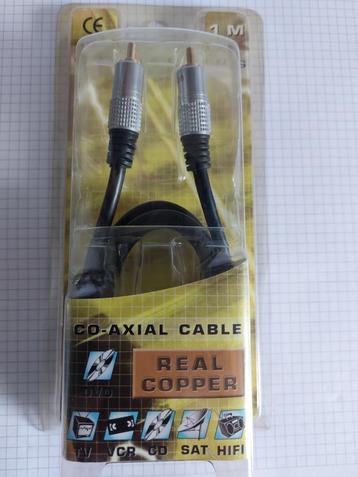 CE
1 M
CO-AXIAL CABLE
REAL
COPPER
DVD
TV VCR CD SAT HIFI